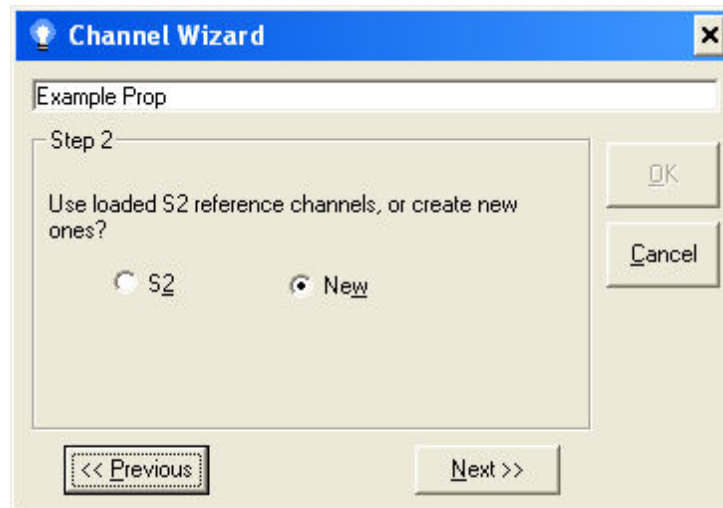 Channel Wizard
Example Prop
Step 2
OK
Use loaded S2 reference channels, or create new
ones?
Cancel
S2
New
<< Previous
Next >>